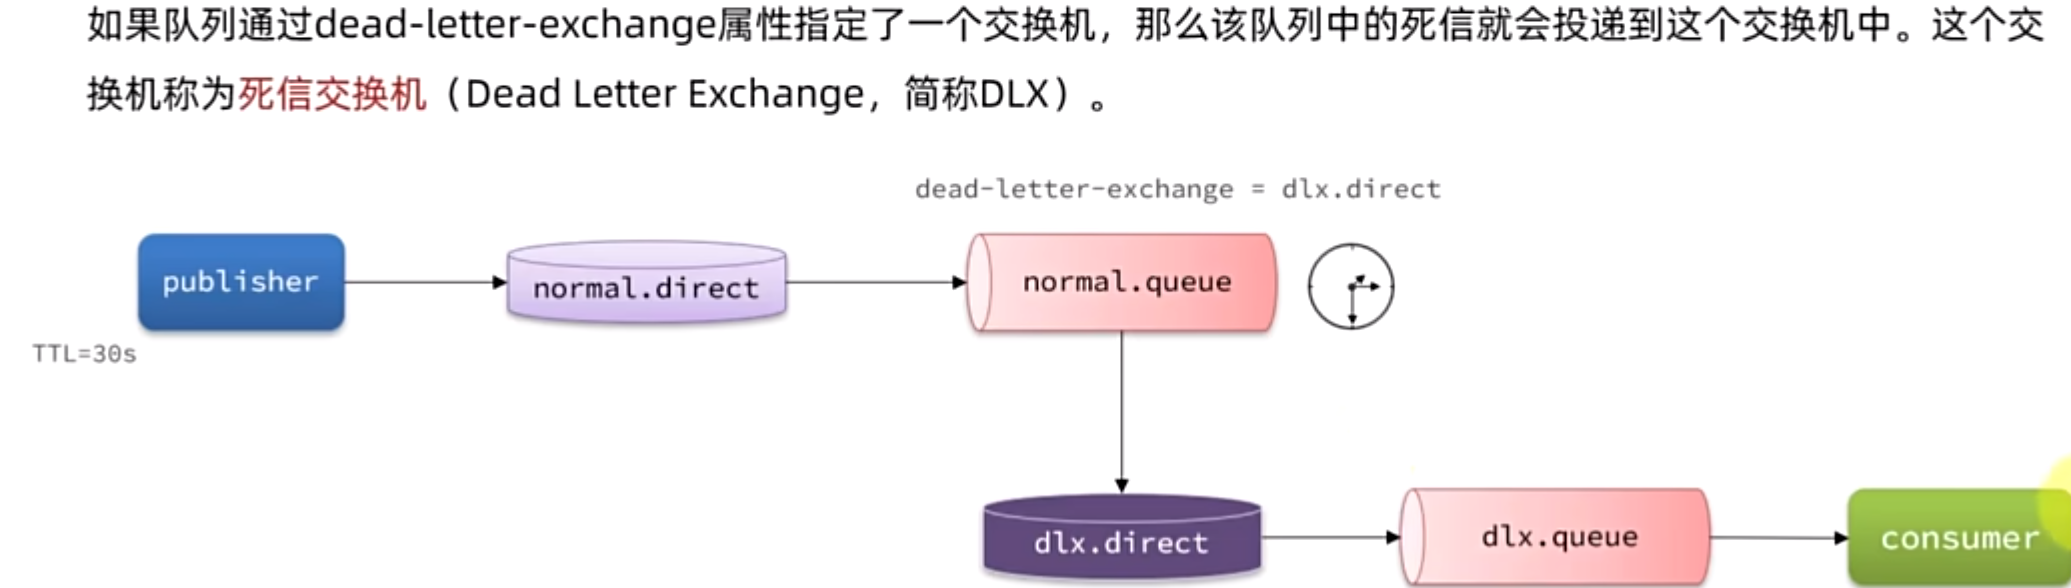 如果队列通过dead-letter-exchange属性指定了一个交换机，那么该队列中的死信就会投递到这个交换机中。这个交
换机称为死信交换机（Dead Letter Exchange，简称DLX）。
dead-letter-exchange = dlx.direct
publisher
normal.direct
normal.queue
TTL=30s
dlx.direct
dlx.queue
consumer